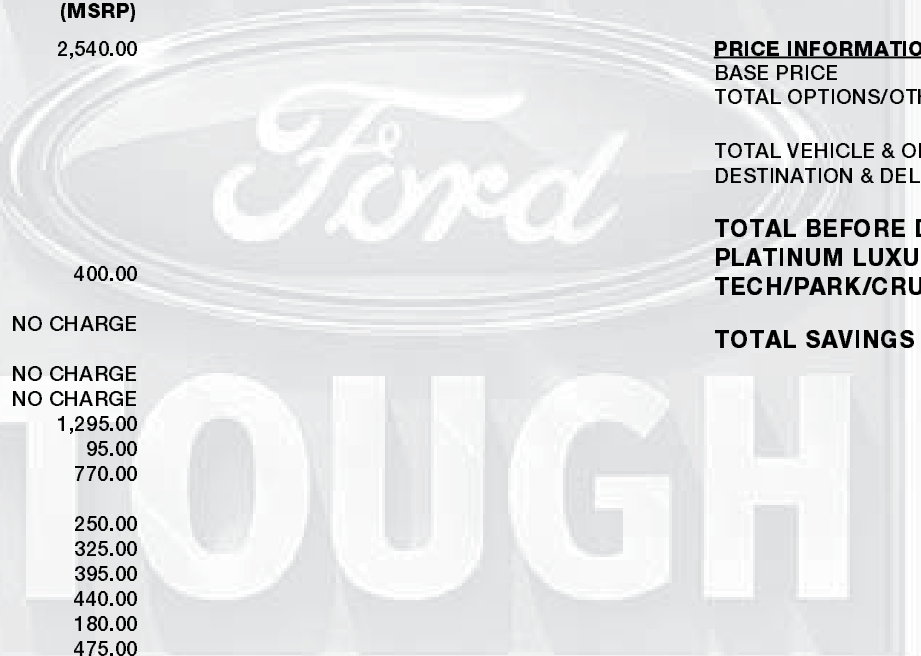 (MSRP)
2,540.00
400.00
NO CHARGE
NO CHARGE
NO CHARGE
1,295.00
95.00
770.00
250.00
325.00
395.00
440.00
180.00
475.00
Ford
TOUGH
PRICE INFORMATIO
BASE PRICE
TOTAL OPTIONS/OTH
TOTAL VEHICLE &
DESTINATION & DEL
TOTAL BEFORE D
PLATINUM LUXU
TECH/PARK/CRU
TOTAL SAVINGS